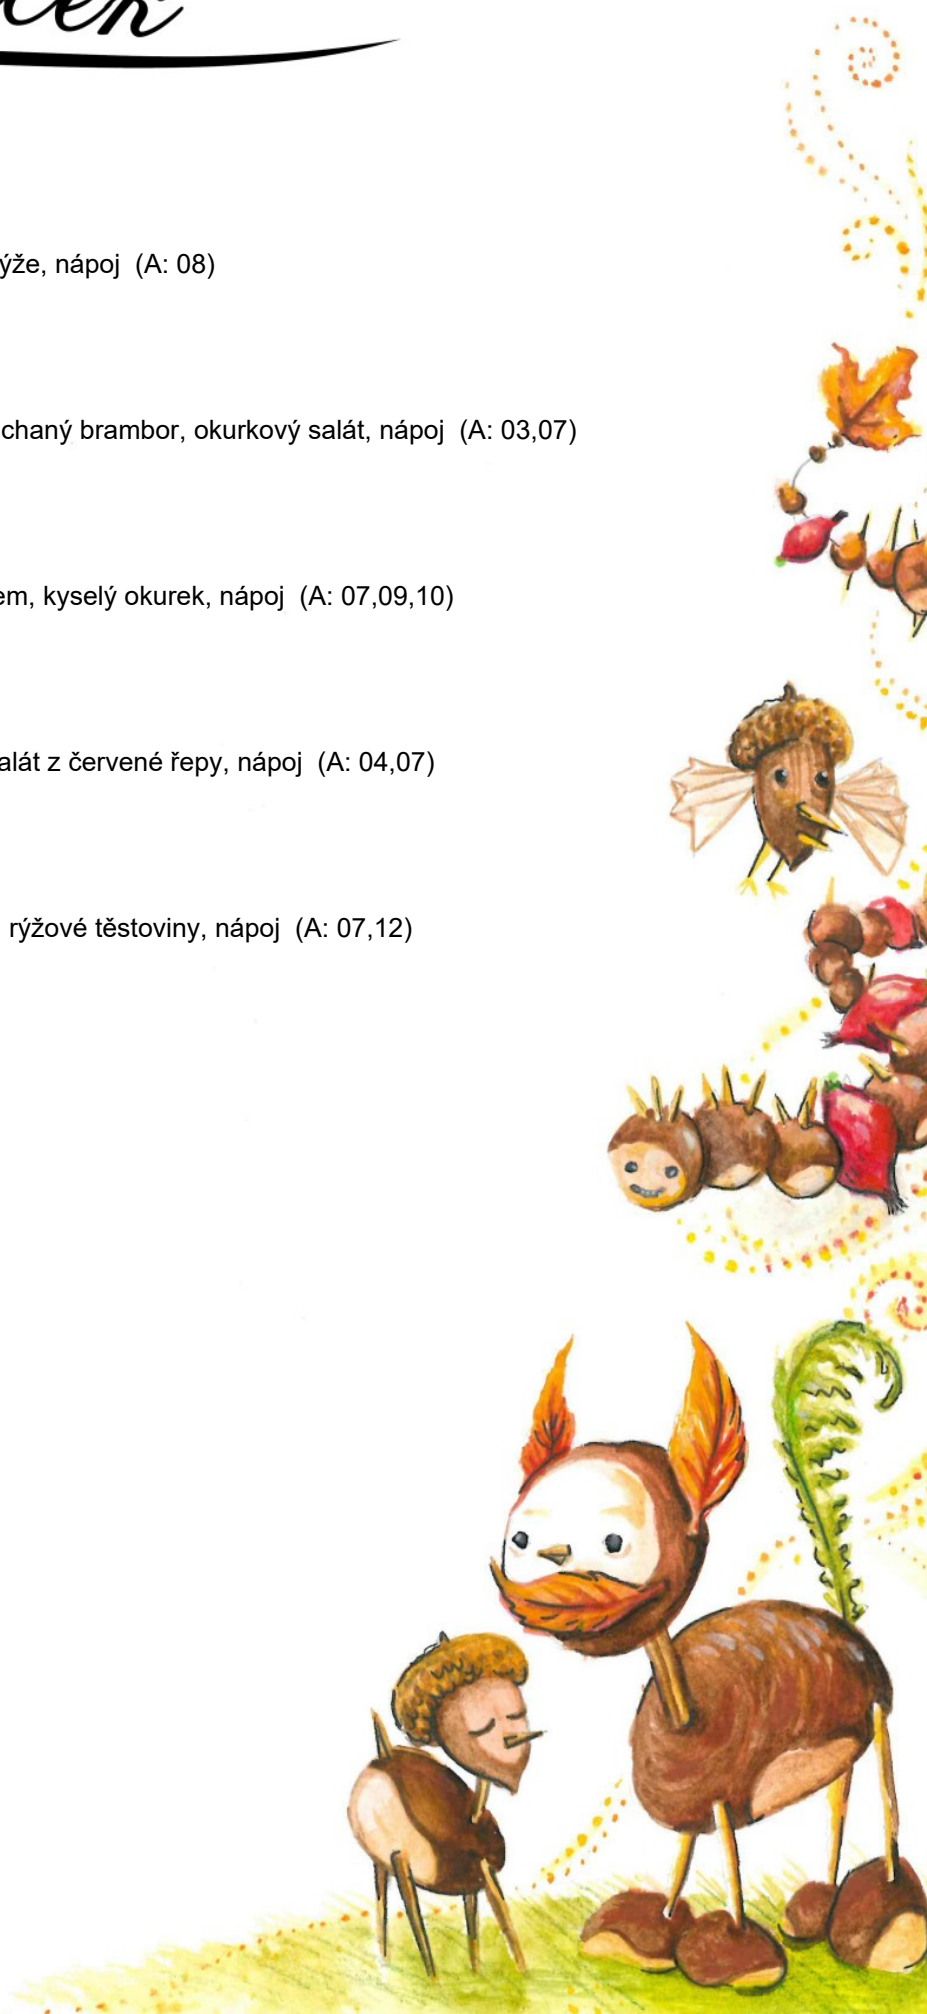 ýže, nápoj (A: 08)
chaný brambor, okurkový salát, nápoj (A: 03,07)
em, kyselý okurek, nápoj (A: 07,09,10)
alát z červené řepy, nápoj (A: 04,07)
rýžové těstoviny, nápoj (A: 07,12)